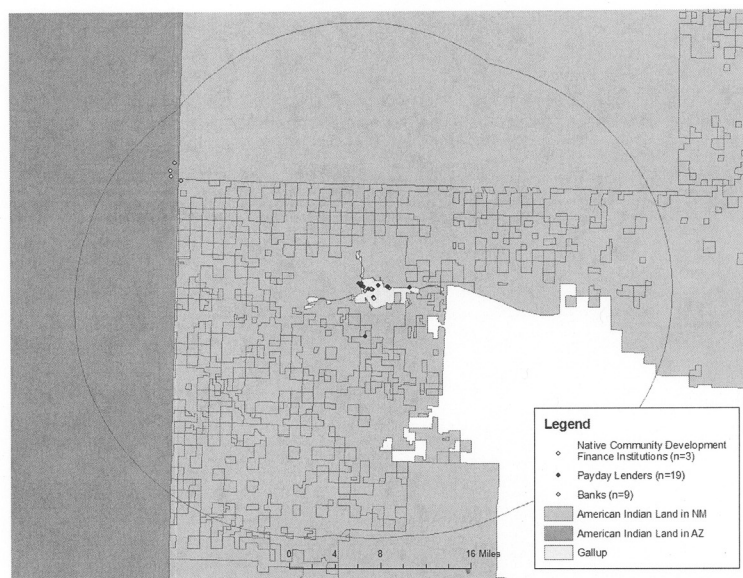 Legend
Native Community Development
Finance Institutions (n=3)
Payday Lenders (n=19)
Banks (n=9)
American Indian Land in NM
American Indian Land in AZ
Gallup
0 4 8 16 Miles